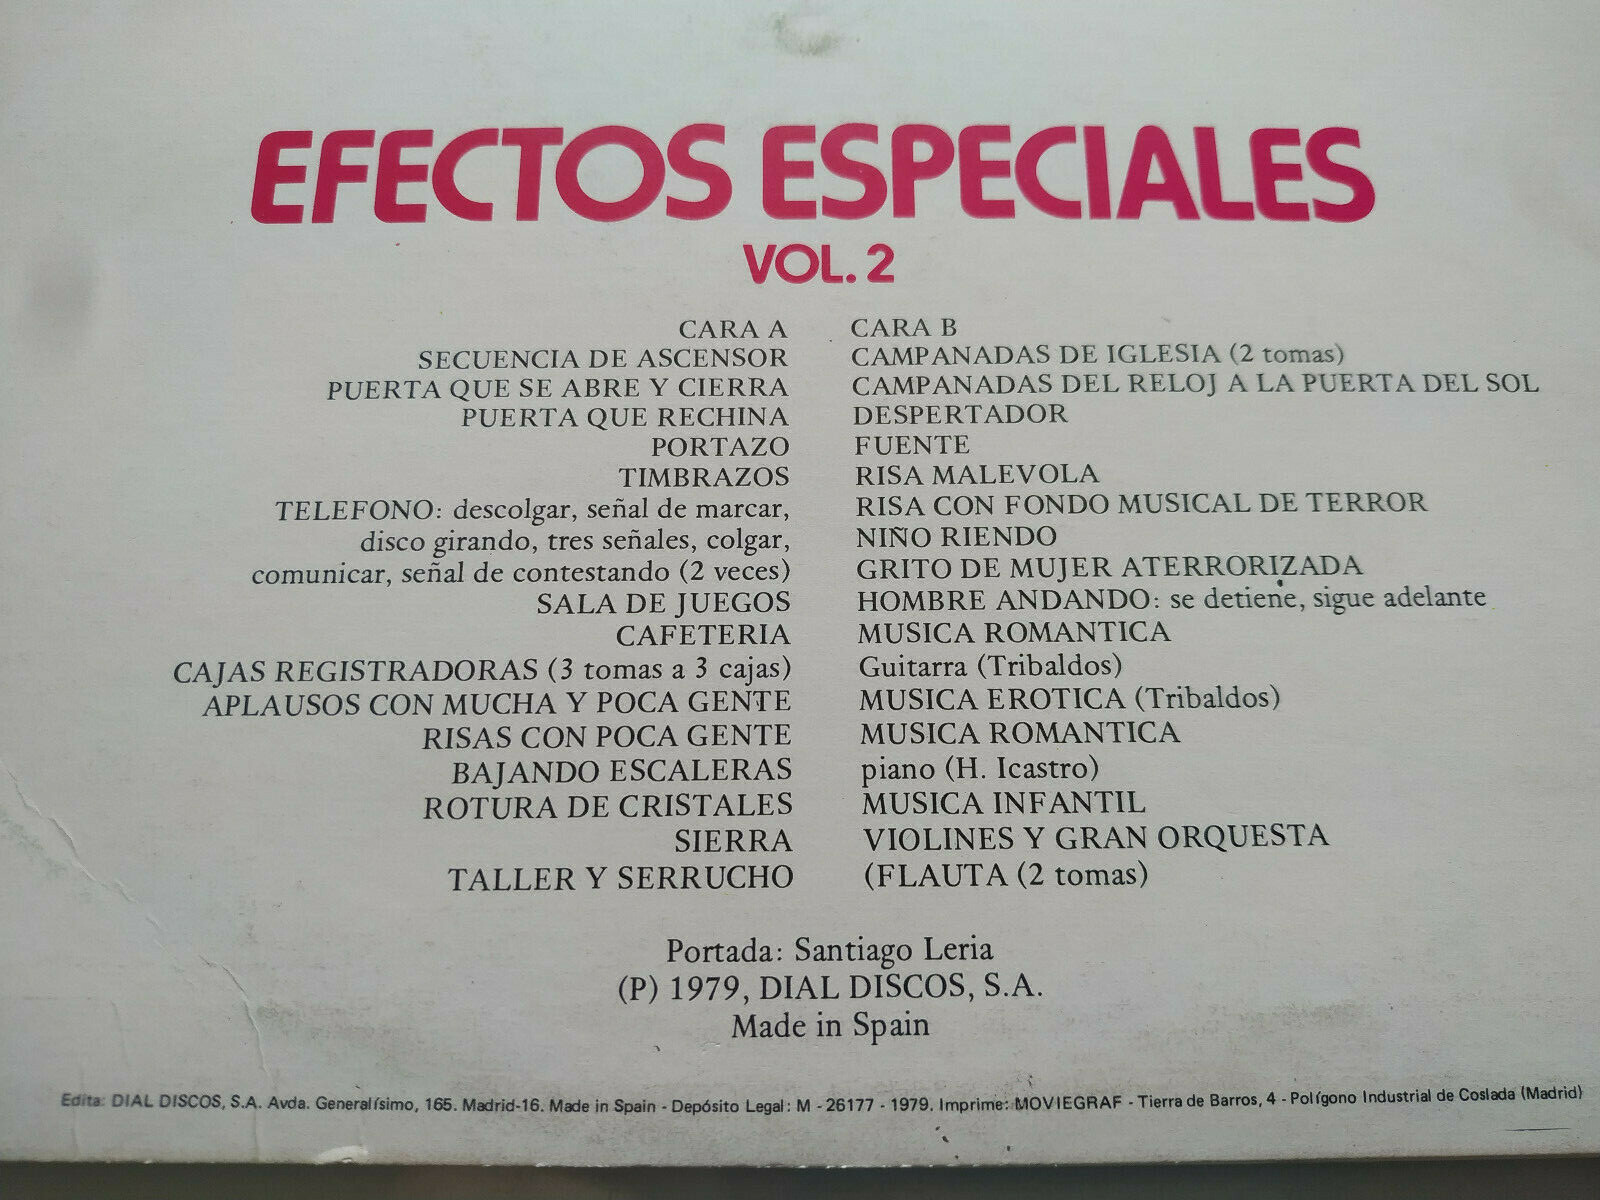 EFECTOS ESPECIALES
VOL. 2
CARA A
SECUENCIA DE ASCENSOR
PUERTA QUE SE ABRE Y CIERRA
PUERTA QUE RECHINA
PORTAZO
TIMBRAZOS
TELEFONO: descolgar, señal de marcar,
disco girando, tres señales, colgar,
comunicar, señal de contestando (2 veces)
SALA DE JUEGOS
CAFETERIA
CAJAS REGISTRADORAS (3 tomas a 3 cajas)
APLAUSOS CON MUCHA Y POCA GENTE
RISAS CON POCA GENTE
BAJANDO ESCALERAS
ROTURA DE CRISTALES
SIERRA
TALLER Y SERRUCHO
CARA B
CAMPANADAS DE IGLESIA (2 tomas)
CAMPANADAS DEL RELOJ A LA PUERTA DEL SOL
DESPERTADOR
FUENTE
RISA MALEVOLA
RISA CON FONDO MUSICAL DE TERROR
NIÑO RIENDO
GRITO DE MUJER ATERRORIZADA
HOMBRE ANDANDO: se detiene, sigue adelante
MUSICA ROMANTICA
Guitarra (Tribaldos)
MUSICA EROTICA (Tribaldos)
MUSICA ROMANTICA
piano (H. Icastro)
MUSICA INFANTIL
VIOLINES Y GRAN ORQUESTA
(FLAUTA (2 tomas)
Portada: Santiago Leria
(P) 1979, DIAL DISCOS, S.A.
Made in Spain
Edita: DIAL DISCOS, S.A. Avda. Generalísimo, 165. Madrid-16. Made in Spain - Depósito Legal: M - 26177 - 1979. Imprime: MOVIEGRAF - Tierra de Barros, 4 - Polígono Industrial de Coslada (Madrid)